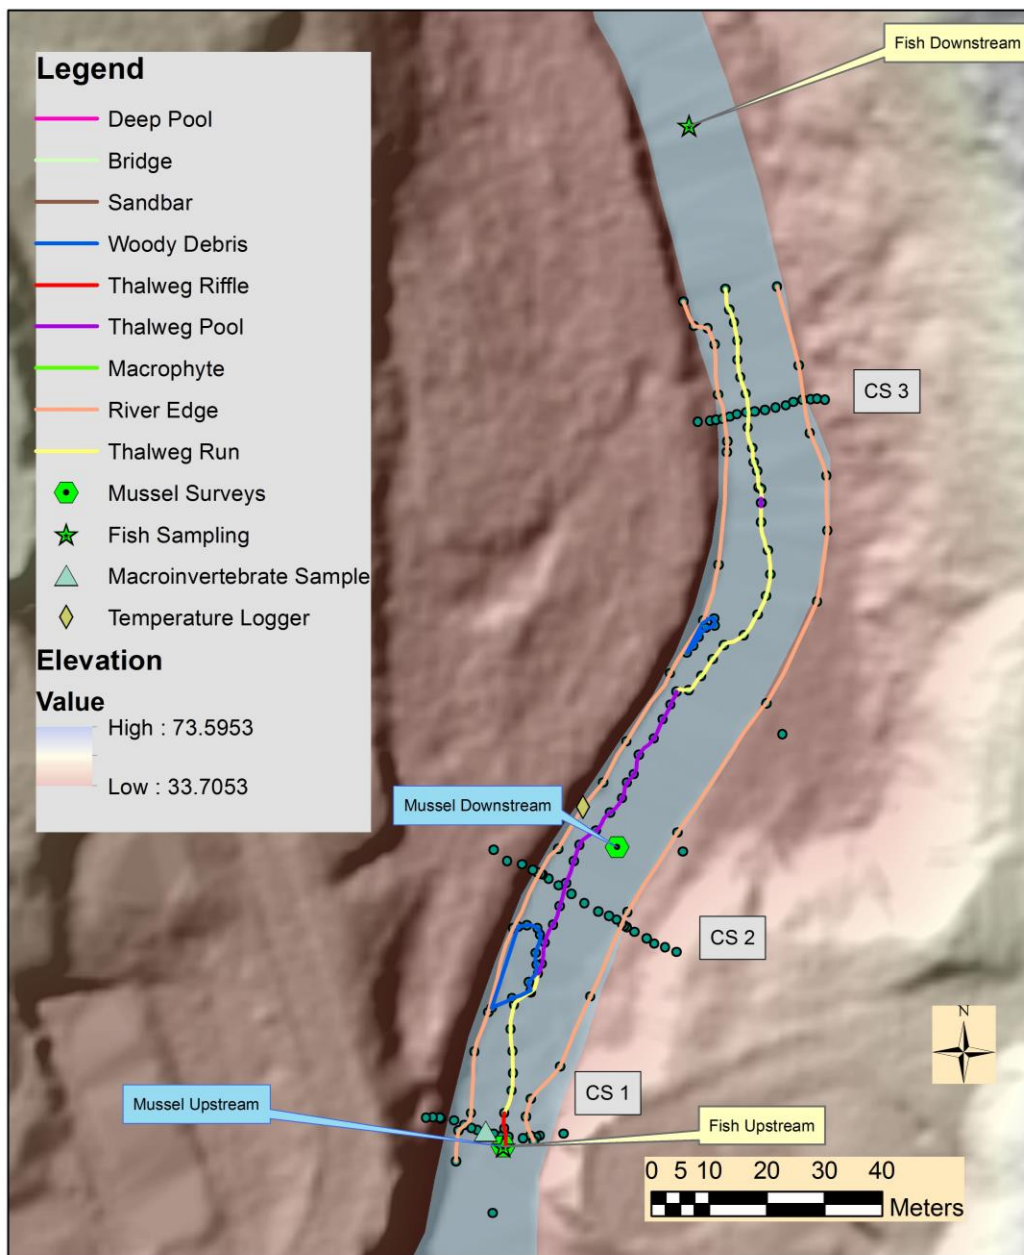 Legend
Deep Pool
Bridge
Sandbar
Woody Debris
Thalweg Riffle
Thalweg Pool
Macrophyte
River Edge
Thalweg Run
Mussel Surveys
Fish Sampling
Macroinvertebrate Sample
Temperature Logger
Elevation
Value
High : 73.5953
Low : 33.7053
Fish Downstream
CS 3
Mussel Downstream
CS 2
N
CS 1
Mussel Upstream
Fish Upstream
0 5 10 20 30 40
Meters